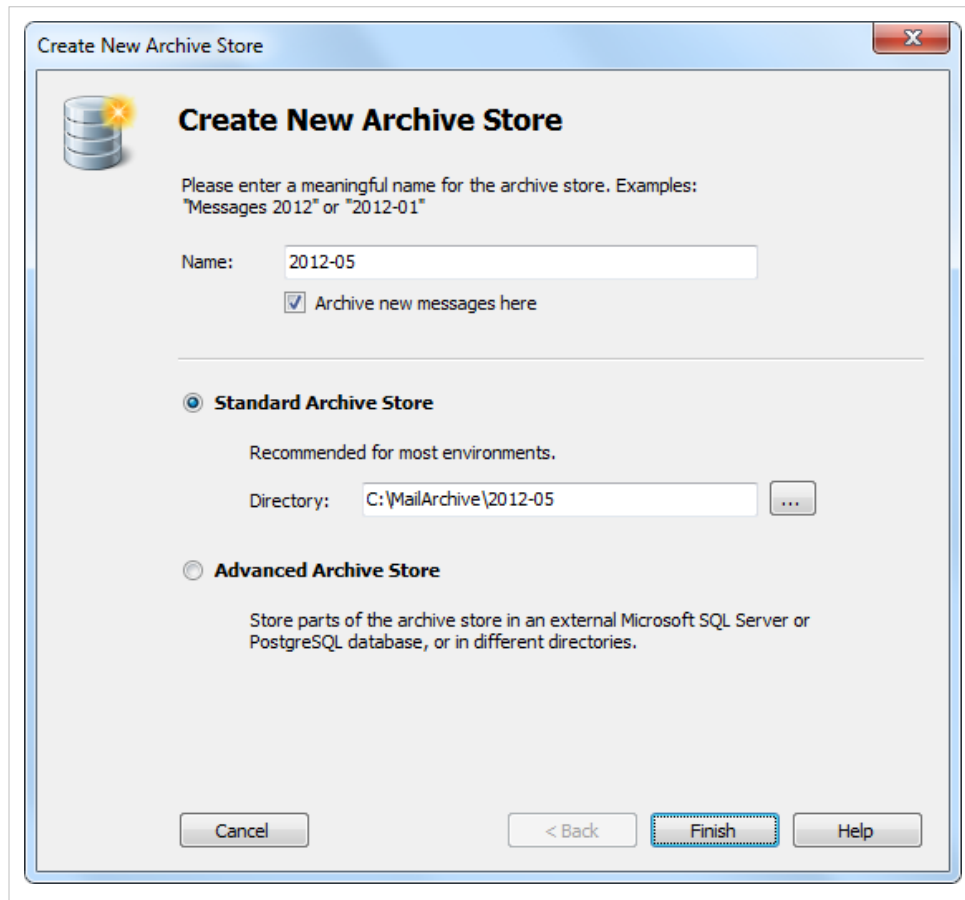 Create New Archive Store
X
Create New Archive Store
Please enter a meaningful name for the archive store. Examples:
"Messages 2012" or "2012-01"
Name: 2012-05
Archive new messages here
Standard Archive Store
Recommended for most environments.
Directory: C:\MailArchive\2012-05 ...
Advanced Archive Store
Store parts of the archive store in an external Microsoft SQL Server or
PostgreSQL database, or in different directories.
Cancel < Back Finish Help